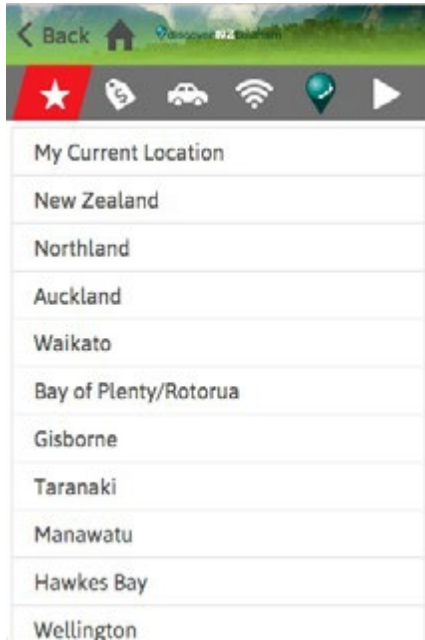 Back
My Current Location
New Zealand
Northland
Auckland
Waikato
Bay of Plenty/Rotorua
Gisborne
Taranaki
Manawatu
Hawkes Bay
Wellington